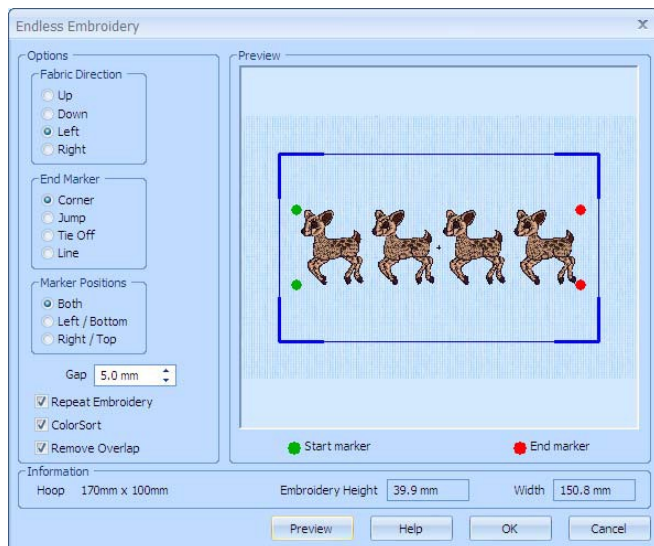 Endless Embroidery
Options
Fabric Direction
Up
Down
Left
Right
End Marker
Corner
Jump
Tie Off
Line
Marker Positions
Both
Left / Bottom
Right / Top
Gap 5.0 mm
Repeat Embroidery
ColorSort
Remove Overlap
Preview
Start marker End marker
Information
Hoop 170mm x 100mm Embroidery Height 39.9 mm Width 150.8 mm
Preview Help OK Cancel